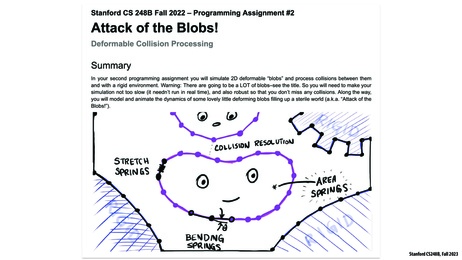 Stanford CS 248B Fall 2022 – Programming Assignment #2
Attack of the Blobs!
Deformable Collision Processing
Summary
In your second programming assignment you will simulate 2D deformable “blobs” and process collisions between them
and with a rigid environment. Warning: There are going to be a LOT of blobs–see the title. So you will need to make your
simulation not too slow (it needn't run in real time), and also robust so that you don't miss any collisions. Along the way,
you will model and animate the dynamics of some lovely little deforming blobs filling up a sterile world (a.k.a. "Attack of the
Blobs!").
RIGID
COLLISION RESOLUTION
STRETCH
SPRINGS
AREA
SPRINGS
RIGID
RIGID
BENDING
SPRINGS
Stanford CS248B, Fall 2023